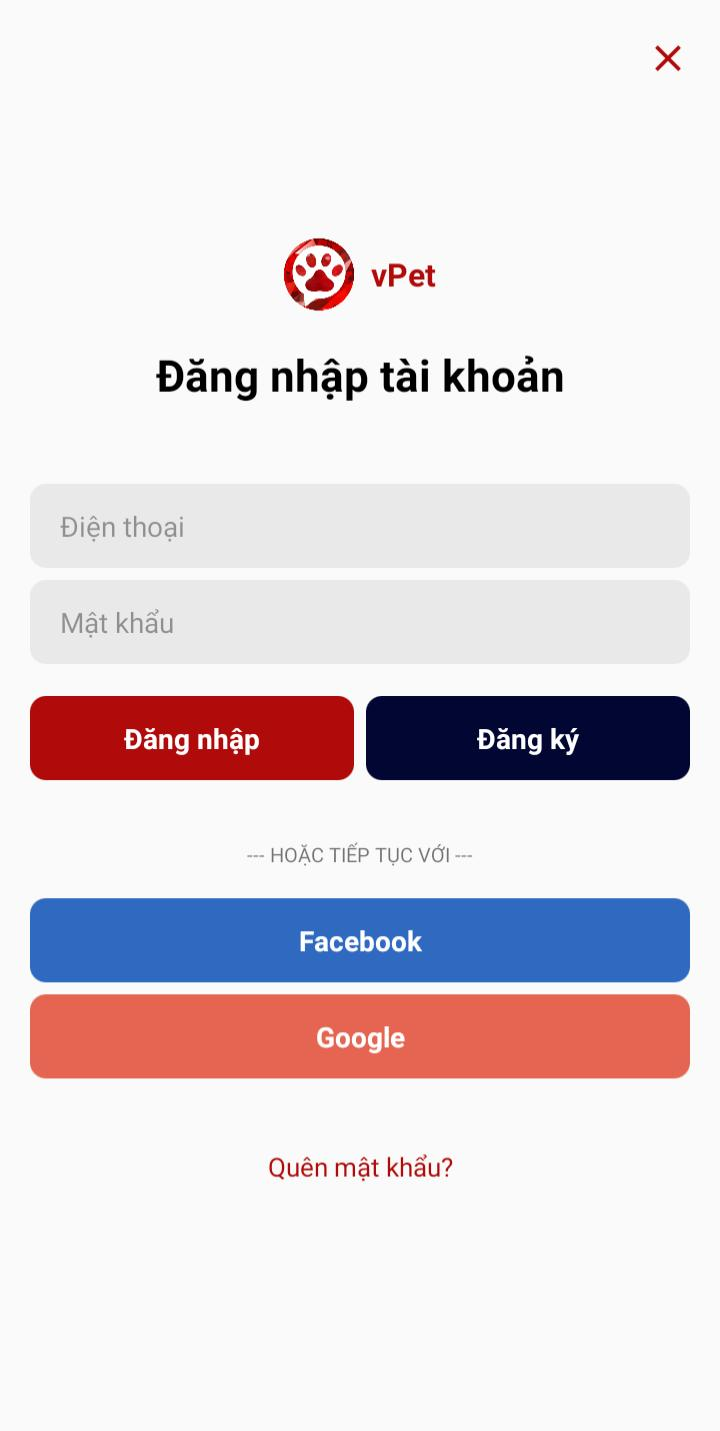 vPet
Đăng nhập tài khoản
Điện thoại
Mật khẩu
Đăng nhập
Đăng ký
--- HOẶC TIẾP TỤC VỚI ---
Facebook
Google
Quên mật khẩu?